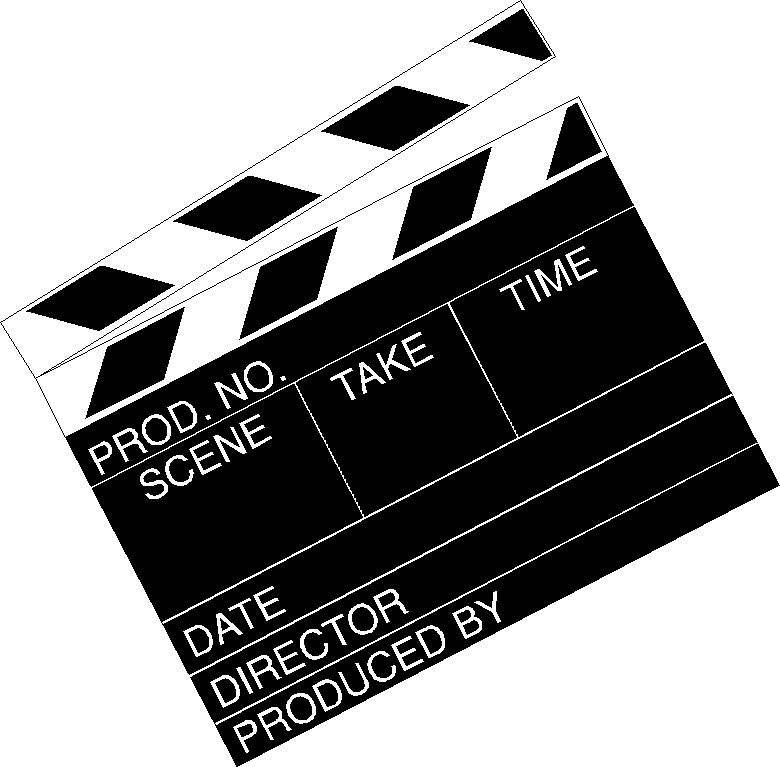 PROD. NO.
SCENE TAKE TIME
DATE
DIRECTOR
PRODUCED BY